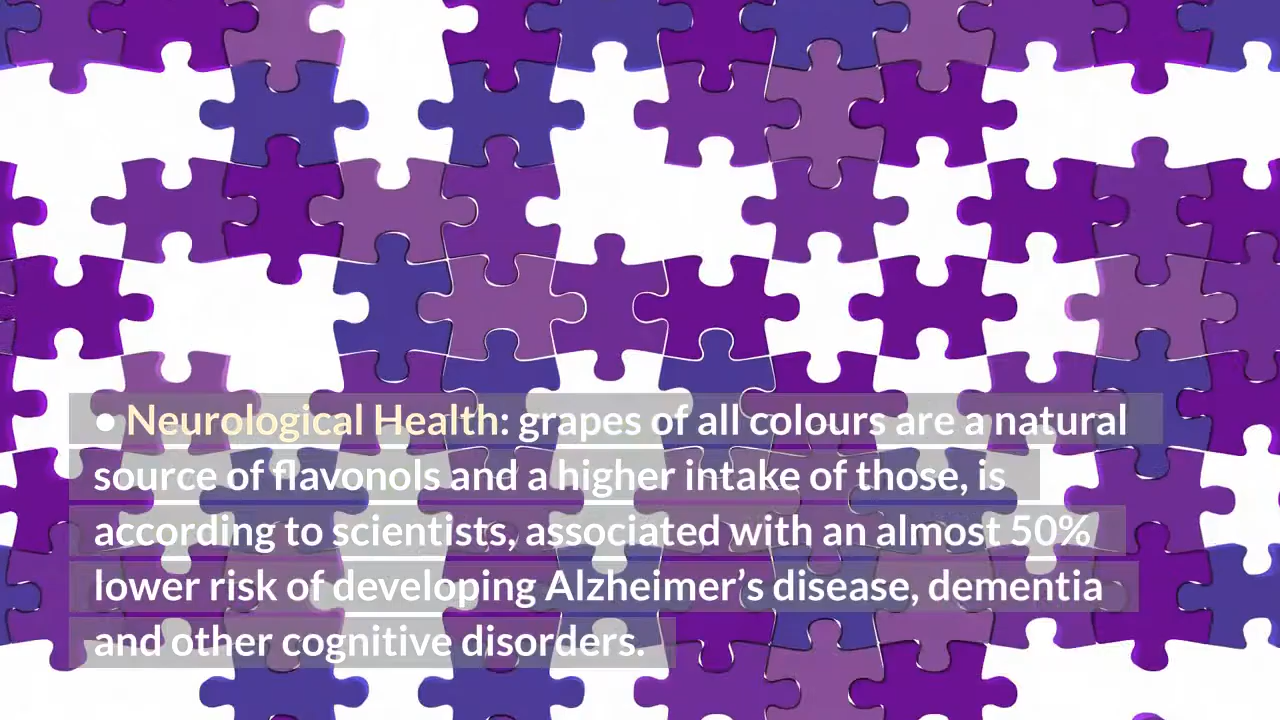 • Neurological Health: grapes of all colours are a natural
source of flavonols and a higher intake of those, is
according to scientists, associated with an almost 50%
lower risk of developing Alzheimer’s disease, dementia
and other cognitive disorders.